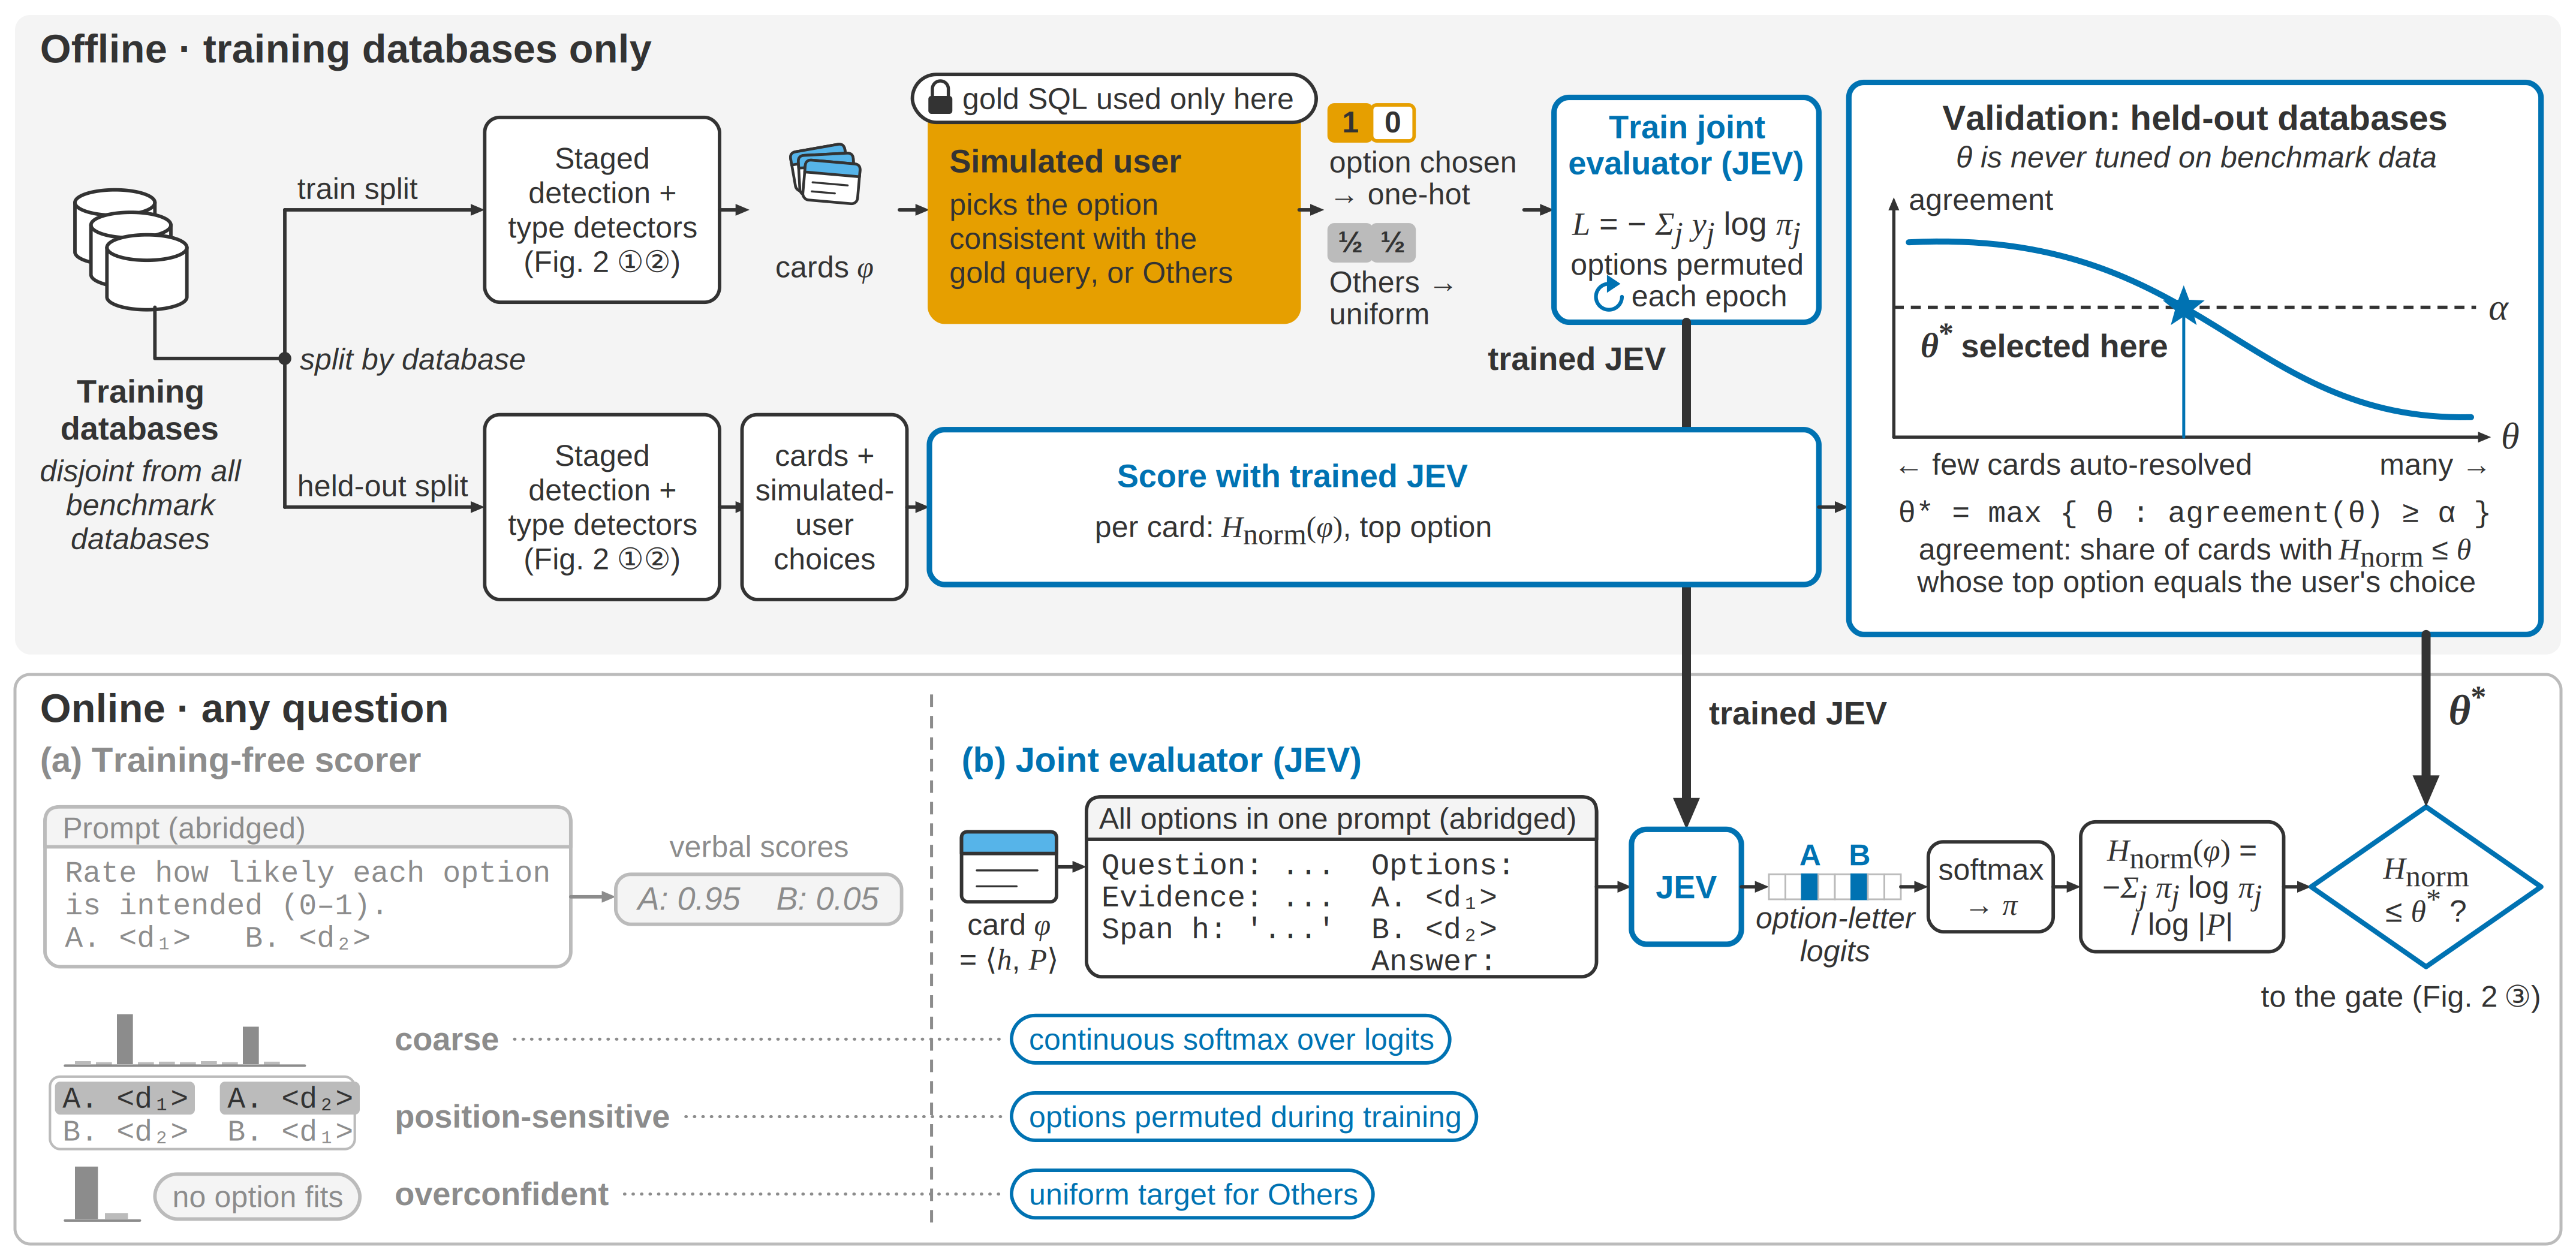 Offline · training databases only
Training
databases
disjoint from all
benchmark
databases
train split
split by database
held-out split
Staged
detection +
type detectors
(Fig. 2 ①②)
cards φ
gold SQL used only here
Simulated user
picks the option
consistent with the
gold query, or Others
1 0
option chosen
→ one-hot
½ ½
Others →
uniform
Train joint
evaluator (JEV)
L = − Σj yj log πj
options permuted
each epoch
trained JEV
Staged
detection +
type detectors
(Fig. 2 ①②)
cards +
simulated-
user
choices
Score with trained JEV
per card: Hnorm(φ), top option
Validation: held-out databases
θ is never tuned on benchmark data
agreement
α
θ* selected here
θ
← few cards auto-resolved many →
θ* = max { θ : agreement(θ) ≥ α }
agreement: share of cards with Hnorm ≤ θ
whose top option equals the user's choice
Online · any question
(a) Training-free scorer
Prompt (abridged)
Rate how likely each option
is intended (0–1).
A. <d₁> B. <d₂>
verbal scores
A: 0.95 B: 0.05
coarse
A. <d₁> A. <d₂>
B. <d₂> B. <d₁>
position-sensitive
no option fits
overconfident
trained JEV
θ*
(b) Joint evaluator (JEV)
card φ
= ⟨h, P⟩
All options in one prompt (abridged)
Question: ... Options:
Evidence: ... A. <d₁>
Span h: '...' B. <d₂>
Answer:
JEV
A B
option-letter
logits
softmax
→ π
Hnorm(φ) =
−Σj πj log πj
/ log |P|
Hnorm
≤ θ* ?
to the gate (Fig. 2 ③)
continuous softmax over logits
options permuted during training
uniform target for Others